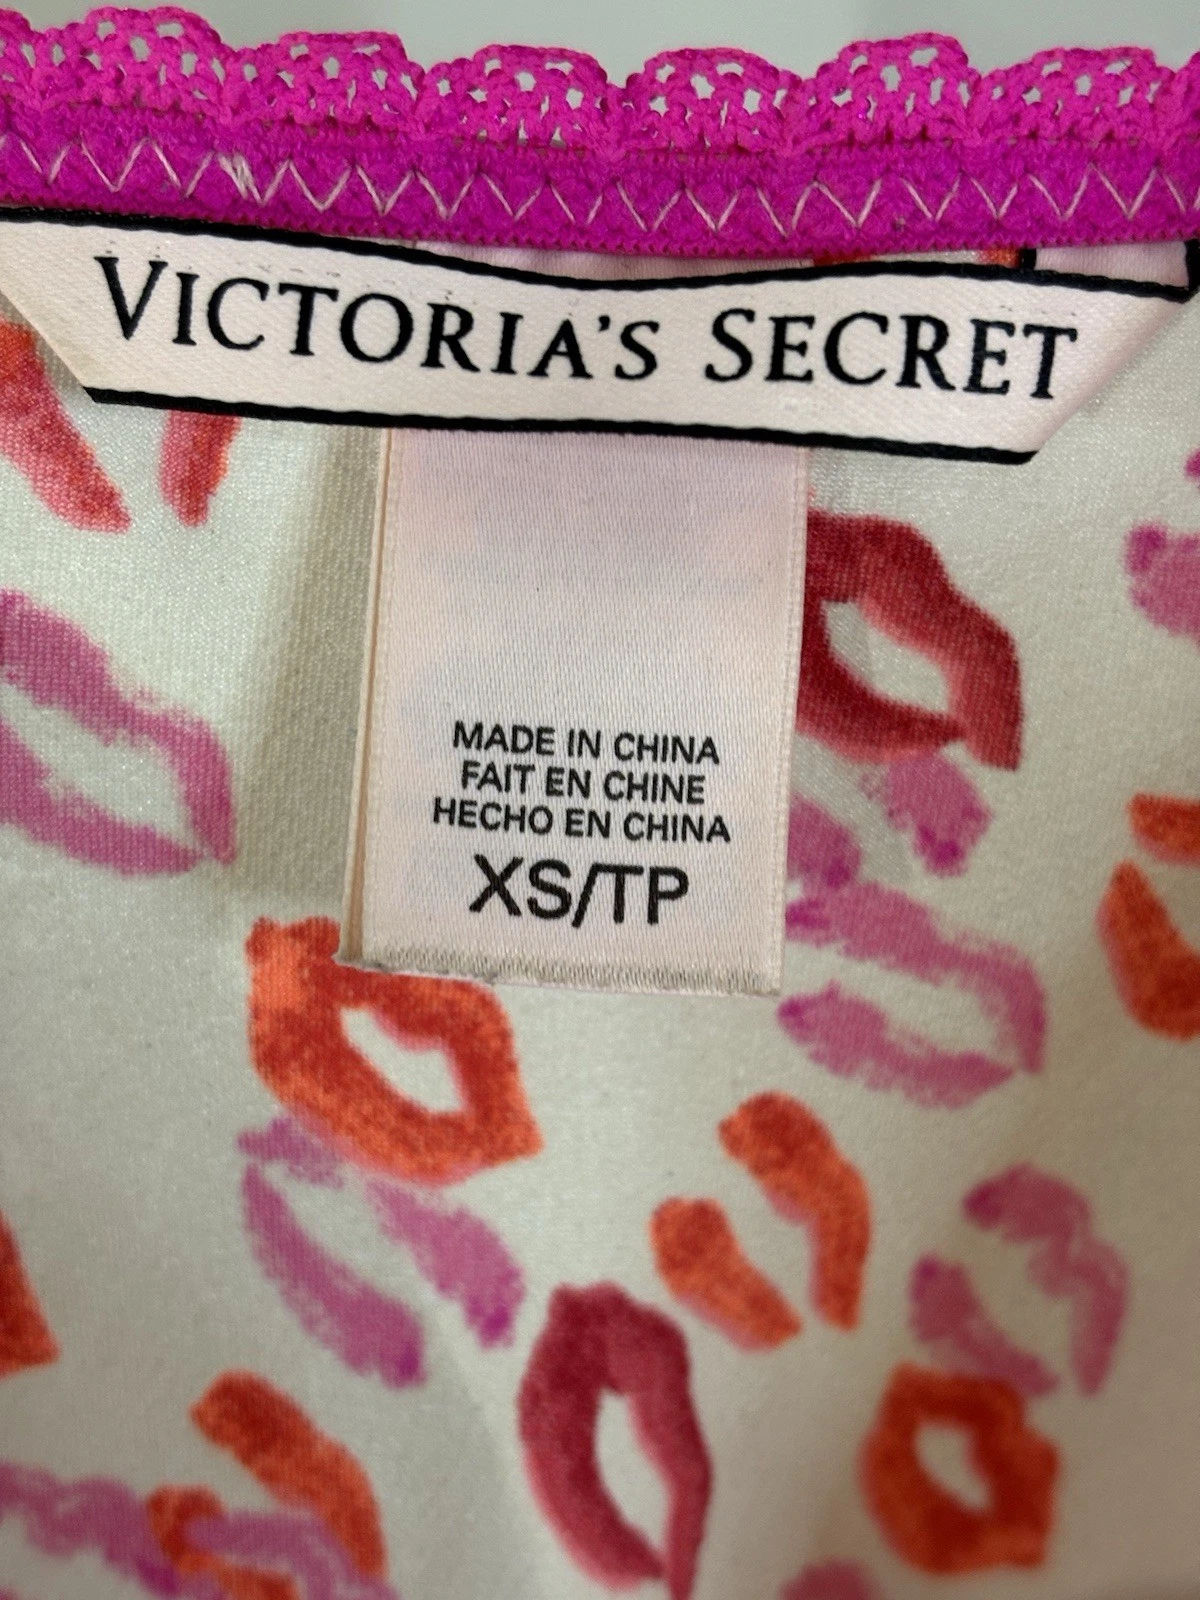 VICTORIA'S SECRET
MADE IN CHINA
FAIT EN CHINE
HECHO EN CHINA
XS/TP